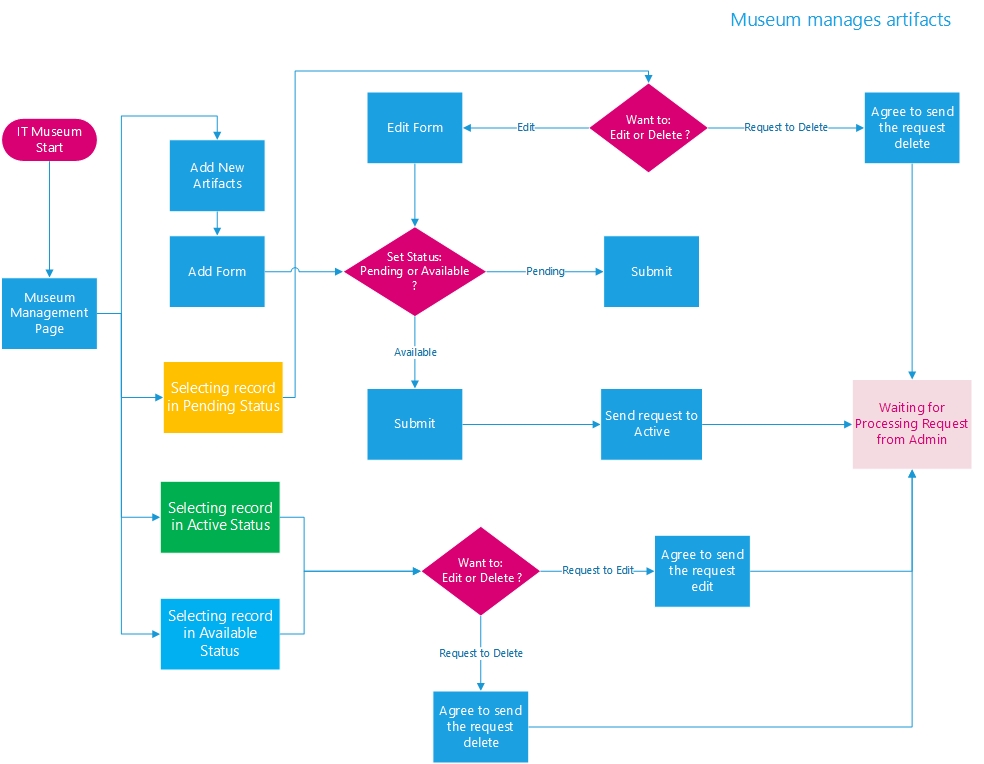 Museum manages artifacts
IT Museum
Start
Add New
Artifacts
Edit Form
Edit
Want to:
Edit or Delete ?
Request to Delete
Agree to send
the request
delete
Museum
Management
Page
Add Form
Set Status:
Pending or Available
?
Pending
Submit
Available
Selecting record
in Pending Status
Submit
Send request to
Active
Waiting for
Processing Request
from Admin
Selecting record
in Active Status
Selecting record
in Available
Status
Want to:
Edit or Delete ?
Request to Edit
Agree to send
the request
edit
Request to Delete
Agree to send
the request
delete